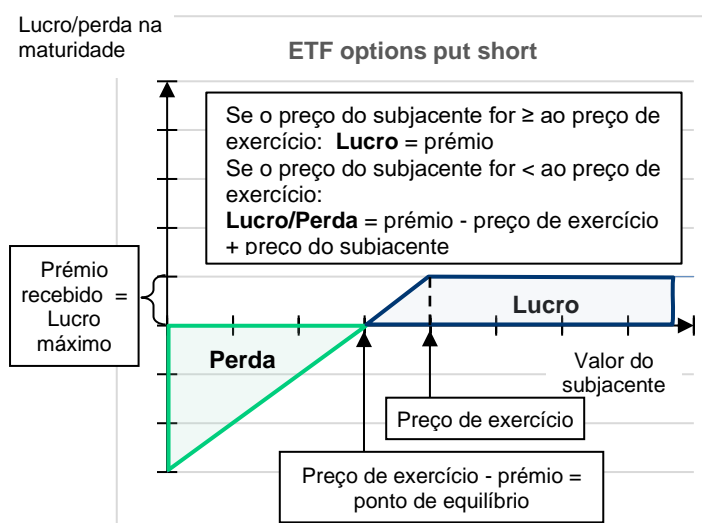 Lucro/perda na
maturidade
ETF options put short
Se o preço do subjacente for ≥ ao preço de
exercício: Lucro = prémio
Se o preço do subjacente for < ao preço de
exercício:
Lucro/Perda = prémio - preço de exercício
+ preço do subjacente
Prémio
recebido =
Lucro
máximo
Lucro
Perda
Valor do
subjacente
Preço de exercício
Preço de exercício - prémio =
ponto de equilíbrio